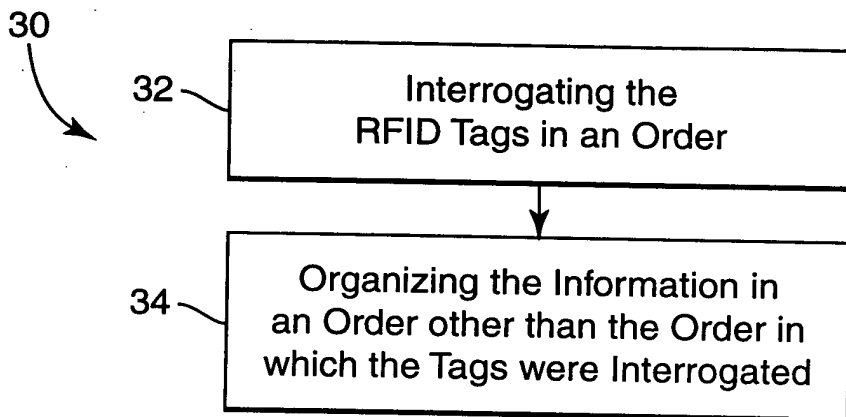 30
32
Interrogating the
RFID Tags in an Order
34
Organizing the Information in
an Order other than the Order in
which the Tags were Interrogated